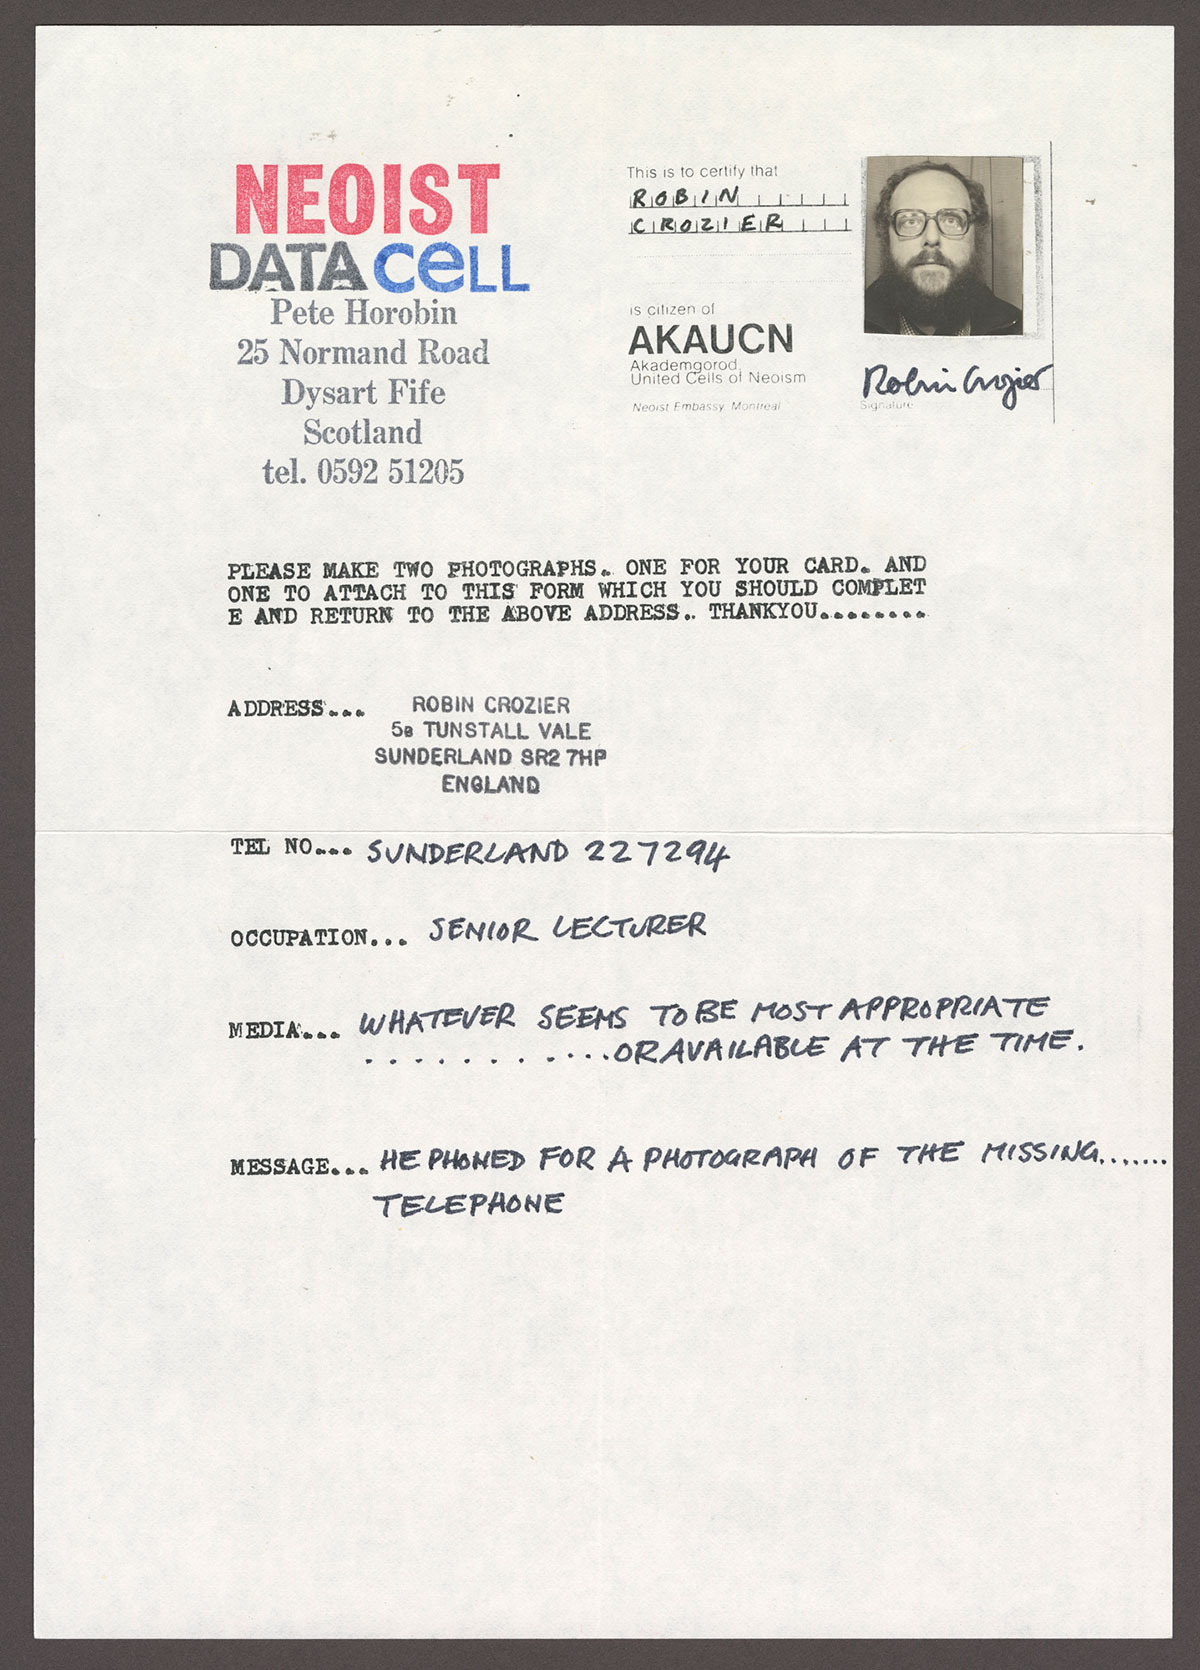 NEOIST
DATA CELL
Pete Horobin
25 Normand Road
Dysart Fife
Scotland
tel. 0592 51205
This is to certify that
ROBIN
CROZIER
is citizen of
AKAUCN
Akademgorod
United Cells of Neoism
Neoist Embassy, Montreal
Robin Crozier
Signature
PLEASE MAKE TWO PHOTOGRAPHS. ONE FOR YOUR CARD. AND
ONE TO ATTACH TO THIS FORM WHICH YOU SHOULD COMPLET
E AND RETURN TO THE ABOVE ADDRESS.. THANKYOU.........
ADDRESS...
ROBIN CROZIER
5B TUNSTALL VALE
SUNDERLAND SR2 7HP
ENGLAND
TEL NO... SUNDERLAND 227294
OCCUPATION... SENIOR LECTURER
MEDIA... WHATEVER SEEMS TO BE MOST APPROPRIATE
............OR AVAILABLE AT THE TIME.
MESSAGE... HE PHONED FOR A PHOTOGRAPH OF THE MISSING.......
TELEPHONE